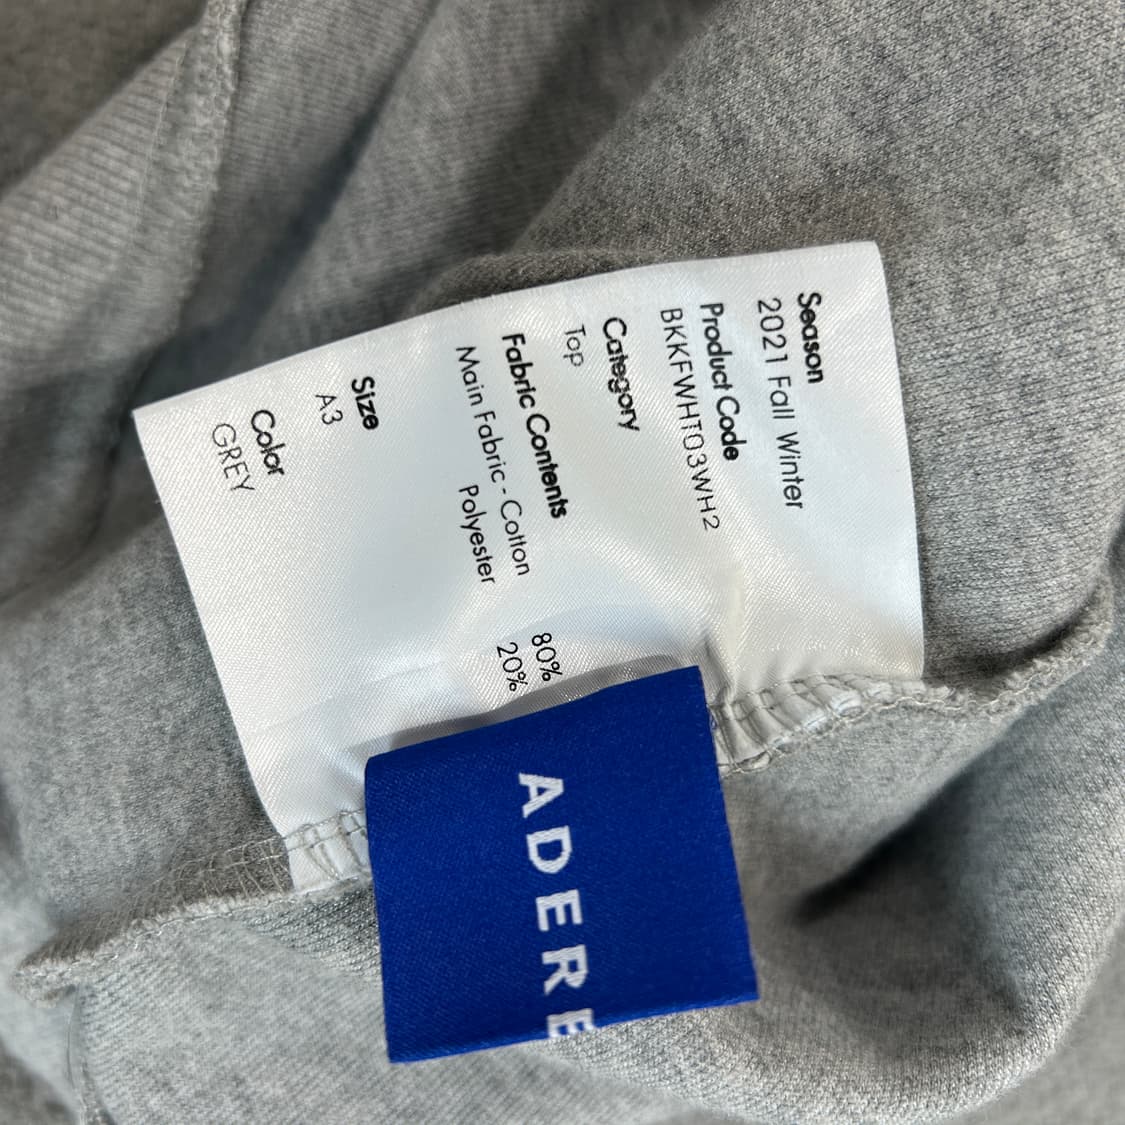 Season
2021 Fall Winter
Product Code
BKKFWHT03WH2
Category
Top
Fabric Contents
Main Fabric - Cotton 80%
Polyester 20%
Size
A3
Color
GREY
ADERE